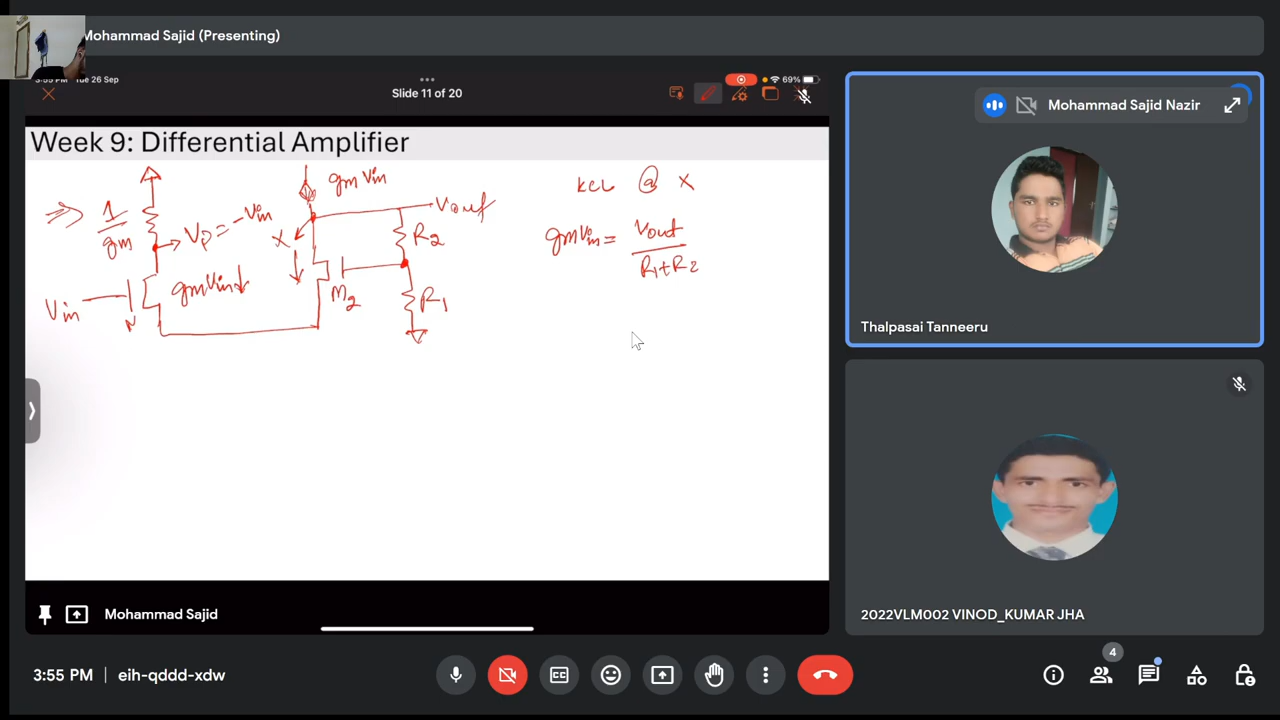 Mohammad Sajid (Presenting)
3:55 PM Tue 26 Sep
69%
Slide 11 of 20
Week 9: Differential Amplifier
gm Vin
KCL @ X
1
gm
Vp = -Vin
X
Vout
R2
gmVin = Vout
R1+R2
gmVin
Vin
M2
R1
Mohammad Sajid
Mohammad Sajid Nazir
Thalpasai Tanneeru
2022VLM002 VINOD_KUMAR JHA
3:55 PM | eih-qddd-xdw
CC
4